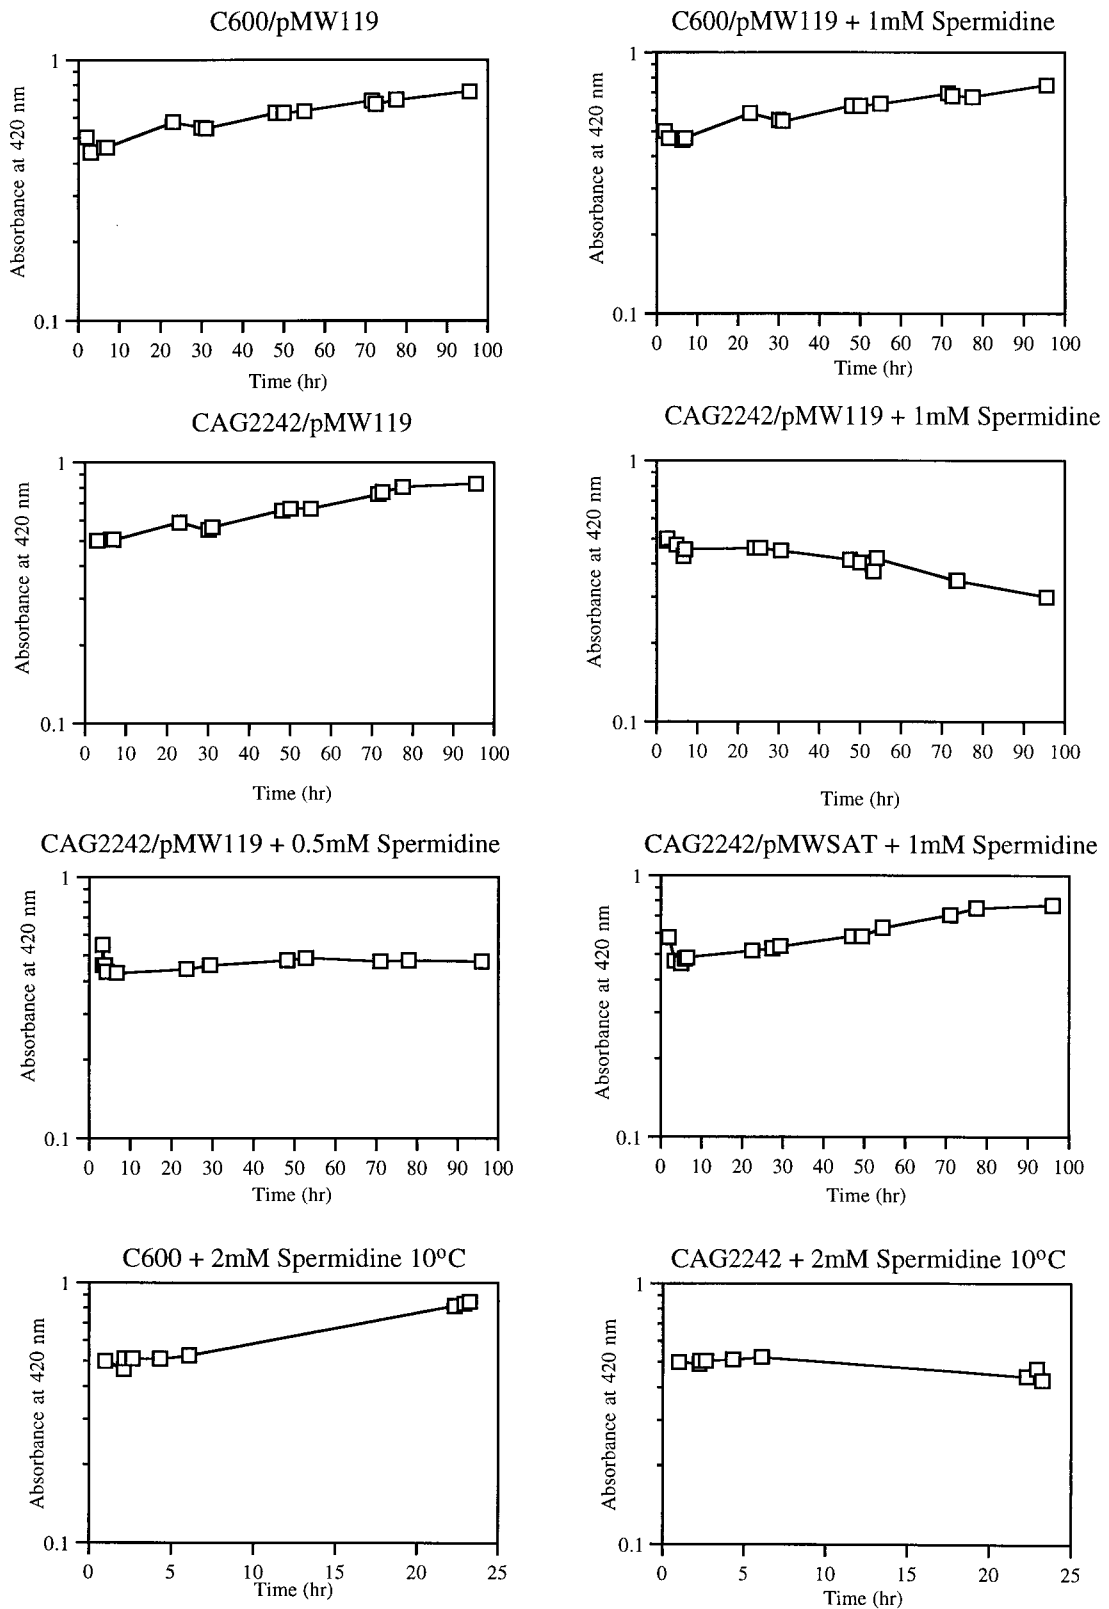 C600/pMW119
1
Absorbance at 420 nm
0.1
0 10 20 30 40 50 60 70 80 90 100
Time (hr)
C600/pMW119 + 1mM Spermidine
1
Absorbance at 420 nm
0.1
0 10 20 30 40 50 60 70 80 90 100
Time (hr)
CAG2242/pMW119
1
Absorbance at 420 nm
0.1
0 10 20 30 40 50 60 70 80 90 100
Time (hr)
CAG2242/pMW119 + 1mM Spermidine
1
Absorbance at 420 nm
0.1
0 10 20 30 40 50 60 70 80 90 100
Time (hr)
CAG2242/pMW119 + 0.5mM Spermidine
1
Absorbance at 420 nm
0.1
0 10 20 30 40 50 60 70 80 90 100
Time (hr)
CAG2242/pMWSAT + 1mM Spermidine
1
Absorbance at 420 nm
0.1
0 10 20 30 40 50 60 70 80 90 100
Time (hr)
C600 + 2mM Spermidine 10ºC
1
Absorbance at 420 nm
0.1
0 5 10 15 20 25
Time (hr)
CAG2242 + 2mM Spermidine 10ºC
1
Absorbance at 420 nm
0.1
0 5 10 15 20 25
Time (hr)